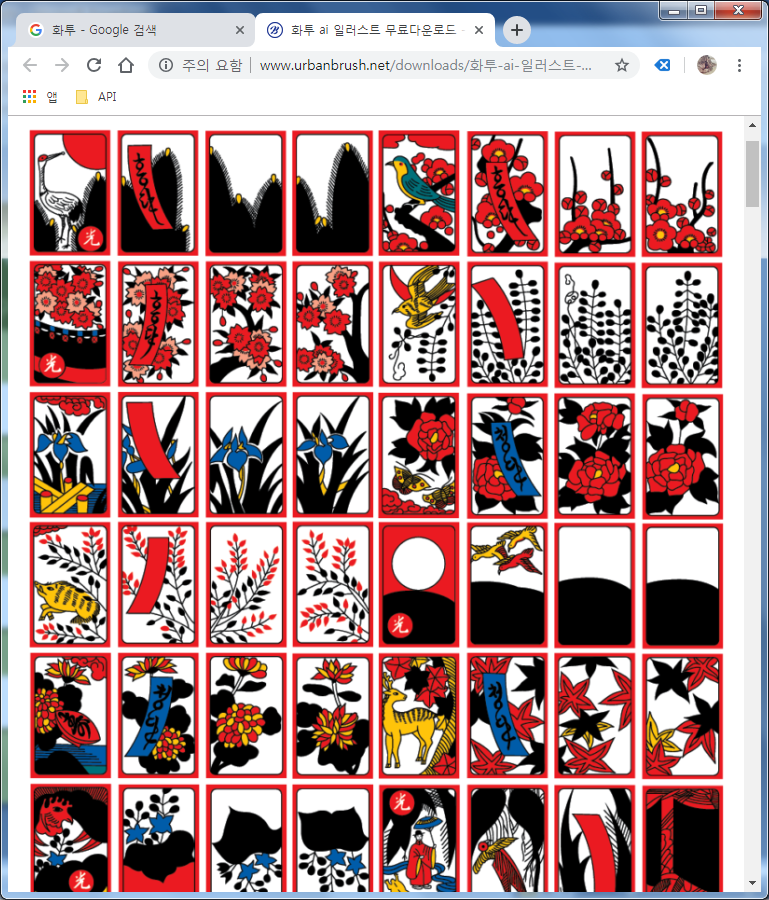 화투 - Google 검색
화투 ai 일러스트 무료다운로드 -
주의 요함 | www.urbanbrush.net/downloads/화투-ai-일러스트-...
앱 API
光
홍단
홍단
光
홍단
청단
光
청단
청단
光
光